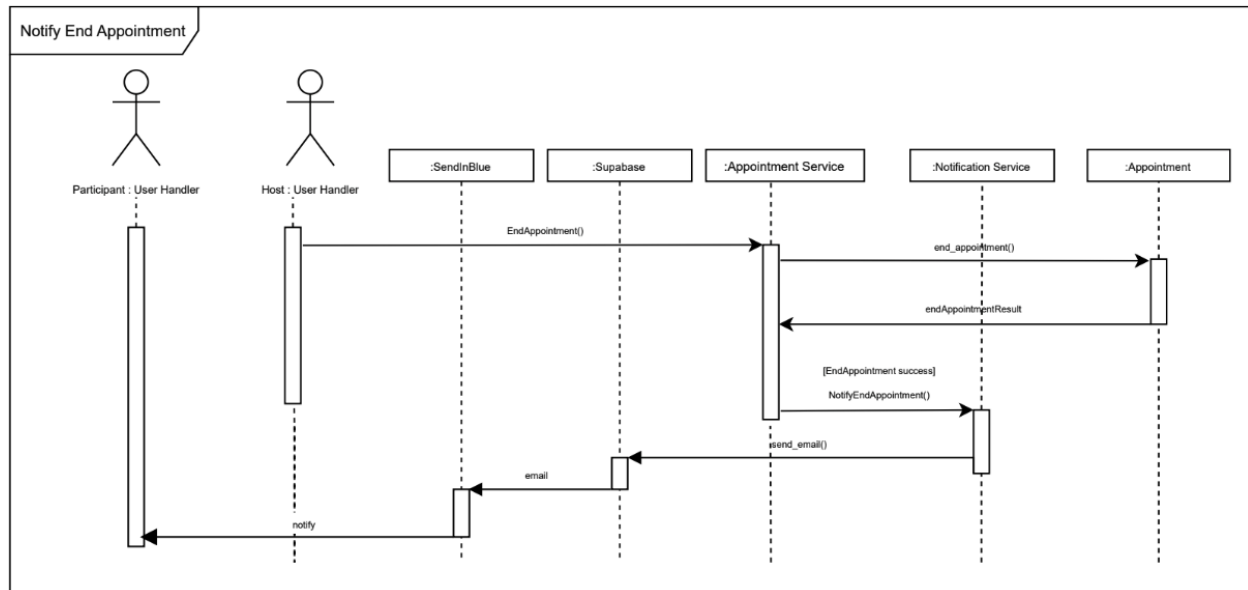 Notify End Appointment
Participant : User Handler
Host : User Handler
:SendInBlue
:Supabase
:Appointment Service
:Notification Service
:Appointment
EndAppointment()
end_appointment()
endAppointmentResult
[EndAppointment success]
NotifyEndAppointment()
send_email()
email
notify